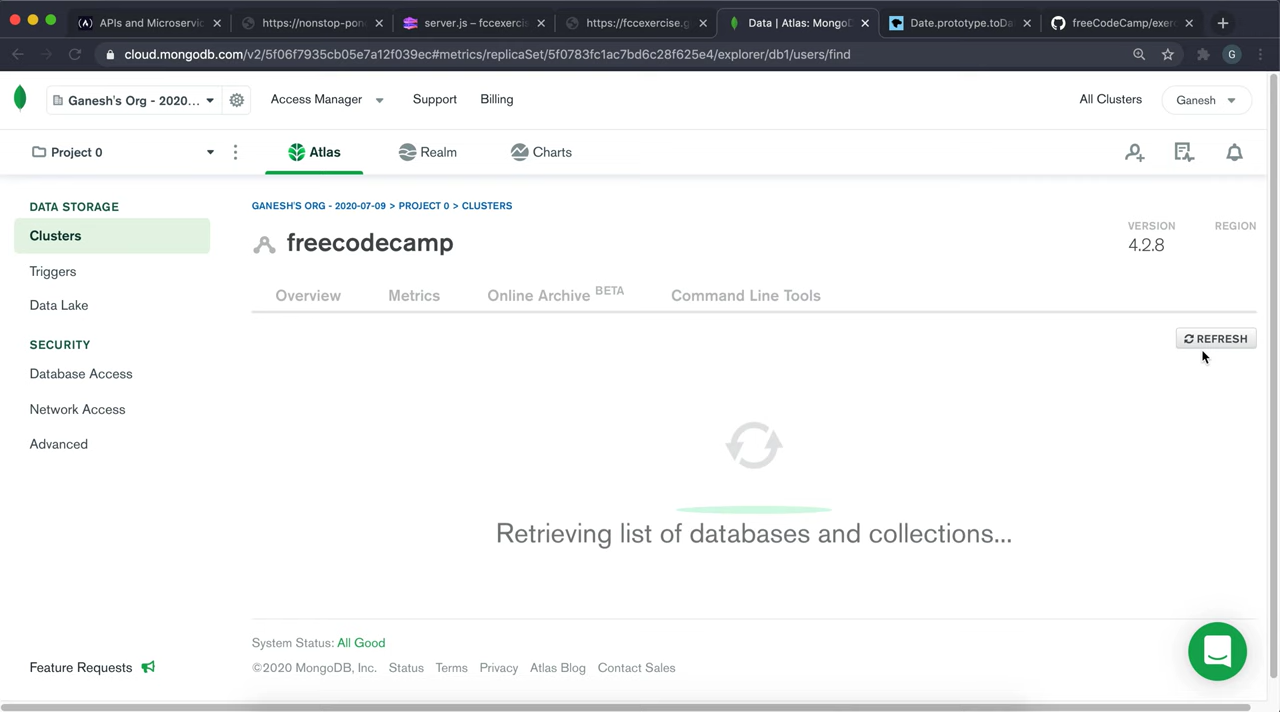 APIs and Microservic
https://nonstop-pon
server.js – fccexercis
https://fccexercise.g
Data | Atlas: MongoD
Date.prototype.toDa
freeCodeCamp/exer
cloud.mongodb.com/v2/5f06f7935cb05e7a12f039ec#metrics/replicaSet/5f0783fc1ac7bd6c28f625e4/explorer/db1/users/find
G
Ganesh's Org - 2020...
Access Manager
Support
Billing
All Clusters
Ganesh
Project 0
Atlas
Realm
Charts
DATA STORAGE
Clusters
Triggers
Data Lake
SECURITY
Database Access
Network Access
Advanced
Feature Requests
GANESH'S ORG - 2020-07-09 > PROJECT 0 > CLUSTERS
freecodecamp
VERSION
4.2.8
REGION
Overview
Metrics
Online Archive BETA
Command Line Tools
REFRESH
Retrieving list of databases and collections...
System Status: All Good
©2020 MongoDB, Inc. Status Terms Privacy Atlas Blog Contact Sales